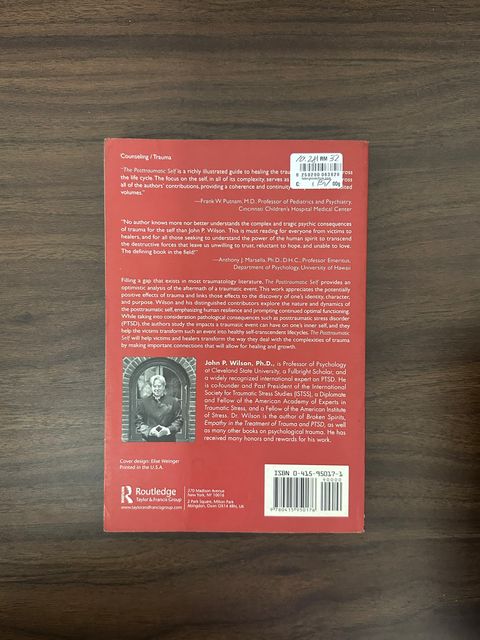 Counseling / Trauma
"The Posttraumatic Self is a richly illustrated guide to healing the
the life cycle. The focus on the self, in all of its complexity, serves as
all of the authors' contributions, providing a coherence and continuity
volumes."
—Frank W. Putnam, M.D. Professor of Pediatrics and Psychiatry,
Cincinnati Children's Hospital Medical Center
"No author knows more nor better understands the complex and tragic psychic consequences
of trauma for the self than John P. Wilson. This is must reading for everyone from victims to
healers, and for all those seeking to understand the power of the human spirit to transcend
the destructive forces that leave us unwilling to trust, reluctant to hope, and unable to love.
The defining book in the field!"
—Anthony J. Marsella, Ph.D., D.H.C., Professor Emeritus,
Department of Psychology, University of Hawaii
Filling a gap that exists in most traumatology literature, The Posttraumatic Self provides an
optimistic analysis of the aftermath of a traumatic event. This work appreciates the potentially
positive effects of trauma and links those effects to the discovery of one's identity, character,
and purpose. Wilson and his distinguished contributors explore the nature and dynamics of
the posttraumatic self, emphasizing human resilience and prompting continued optimal functioning.
While taking into consideration pathological consequences such as posttraumatic stress disorder
(PTSD), the authors study the impacts a traumatic event can have on one's inner self, and they
help the victims transform such an event into healthy self-transcendent lifecycles. The Posttraumatic
Self will help victims and healers transform the way they deal with the complexities of trauma
by making important connections that will allow for healing and growth.
John P. Wilson, Ph.D., is Professor of Psychology
at Cleveland State University, a Fulbright Scholar, and
a widely recognized international expert on PTSD. He
is co-founder and Past President of the International
Society for Traumatic Stress Studies (ISTSS), a Diplomate
and Fellow of the American Academy of Experts in
Traumatic Stress, and a Fellow of the American Institute
of Stress. Dr. Wilson is the author of Broken Spirits,
Empathy in the Treatment of Trauma and PTSD, as well
as many other books on psychological trauma. He has
received many honors and rewards for his work.
Cover design: Elise Weinger
Printed in the U.S.A.
Routledge
Taylor & Francis Group
www.taylorandfrancisgroup.com
270 Madison Avenue
New York, NY 10016
2 Park Square, Milton Park
Abingdon, Oxon OX14 4RN, UK
ISBN 0-415-95017-1
90000
9 780415 950176